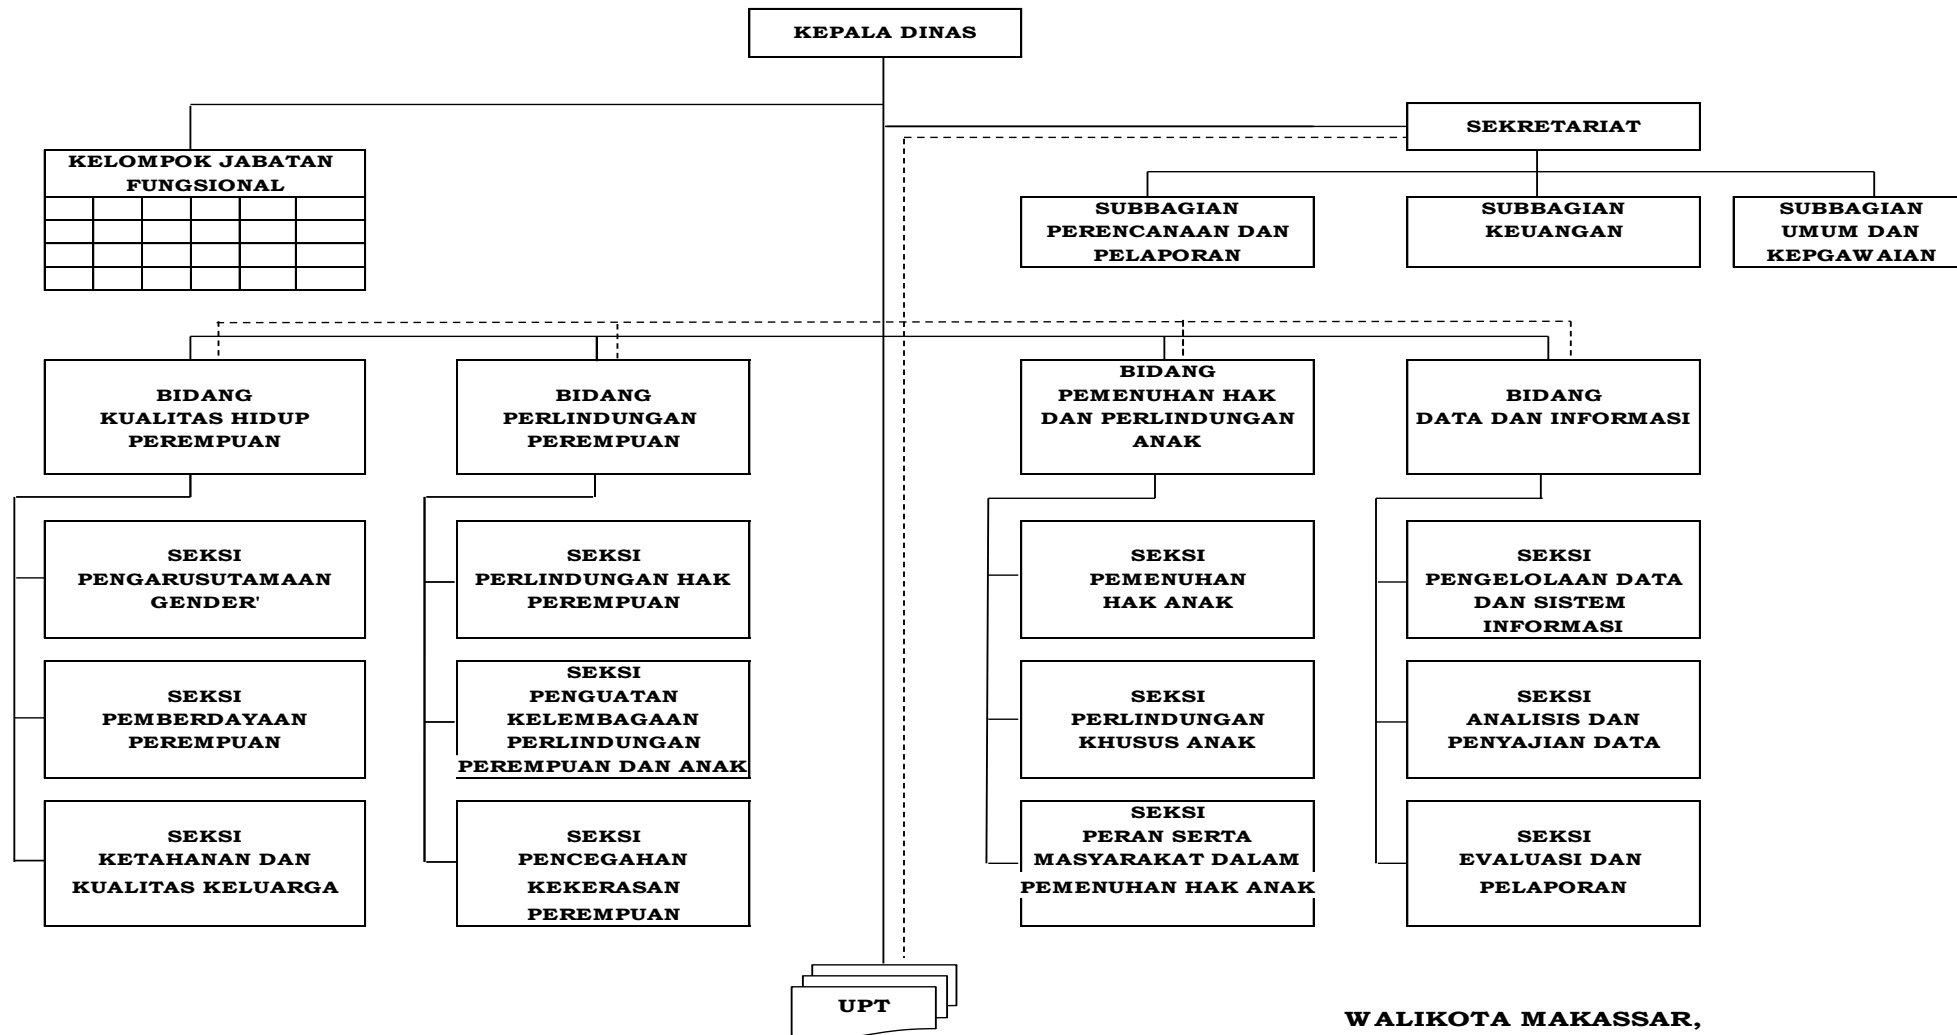 KEPALA DINAS
SEKRETARIAT
KELOMPOK JABATAN
FUNGSIONAL
SUBBAGIAN
PERENCANAAN DAN
PELAPORAN
SUBBAGIAN
KEUANGAN
SUBBAGIAN
UMUM DAN
KEPGAWAIAN
BIDANG
KUALITAS HIDUP
PEREMPUAN
BIDANG
PERLINDUNGAN
PEREMPUAN
BIDANG
PEMENUHAN HAK
DAN PERLINDUNGAN
ANAK
BIDANG
DATA DAN INFORMASI
SEKSI
PENGARUSUTAMAAN
GENDER'
SEKSI
PERLINDUNGAN HAK
PEREMPUAN
SEKSI
PEMENUHAN
HAK ANAK
SEKSI
PENGELOLAAN DATA
DAN SISTEM
INFORMASI
SEKSI
PEMBERDAYAAN
PEREMPUAN
SEKSI
PENGUATAN
KELEMBAGAAN
PERLINDUNGAN
PEREMPUAN DAN ANAK
SEKSI
PERLINDUNGAN
KHUSUS ANAK
SEKSI
ANALISIS DAN
PENYAJIAN DATA
SEKSI
KETAHANAN DAN
KUALITAS KELUARGA
SEKSI
PENCEGAHAN
KEKERASAN
PEREMPUAN
SEKSI
PERAN SERTA
MASYARAKAT DALAM
PEMENUHAN HAK ANAK
SEKSI
EVALUASI DAN
PELAPORAN
UPT
WALIKOTA MAKASSAR,